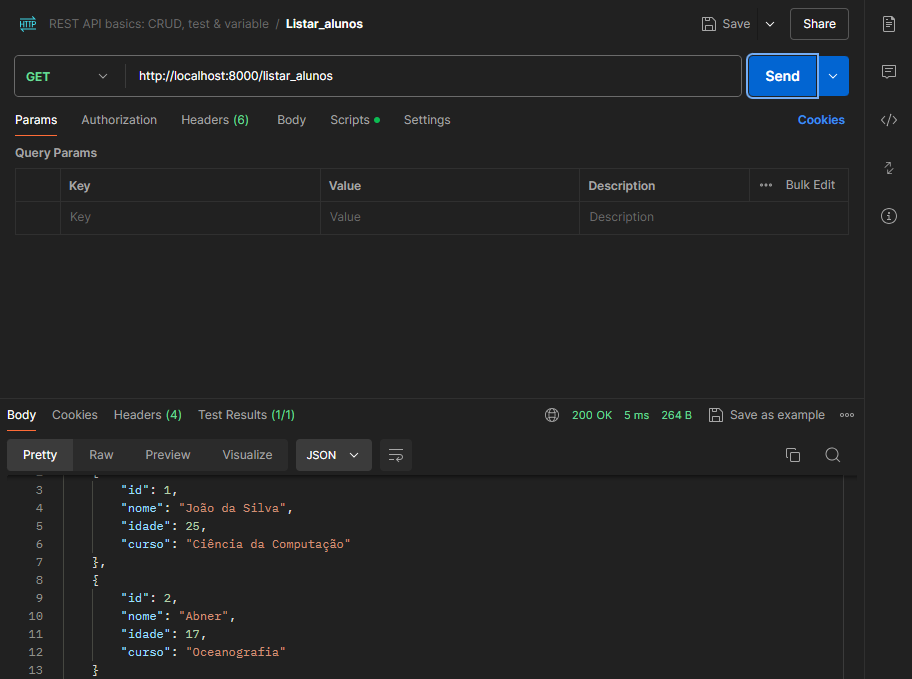 HTTP REST API basics: CRUD, test & variable / Listar_alunos Save Share
GET http://localhost:8000/listar_alunos Send
Params Authorization Headers (6) Body Scripts Settings Cookies
Query Params
Key Value Description Bulk Edit
Key Value Description
Body Cookies Headers (4) Test Results (1/1) 200 OK 5 ms 264 B Save as example
Pretty Raw Preview Visualize JSON
3 "id": 1,
4 "nome": "João da Silva",
5 "idade": 25,
6 "curso": "Ciência da Computação"
7 },
8 {
9 "id": 2,
10 "nome": "Abner",
11 "idade": 17,
12 "curso": "Oceanografia"
13 }